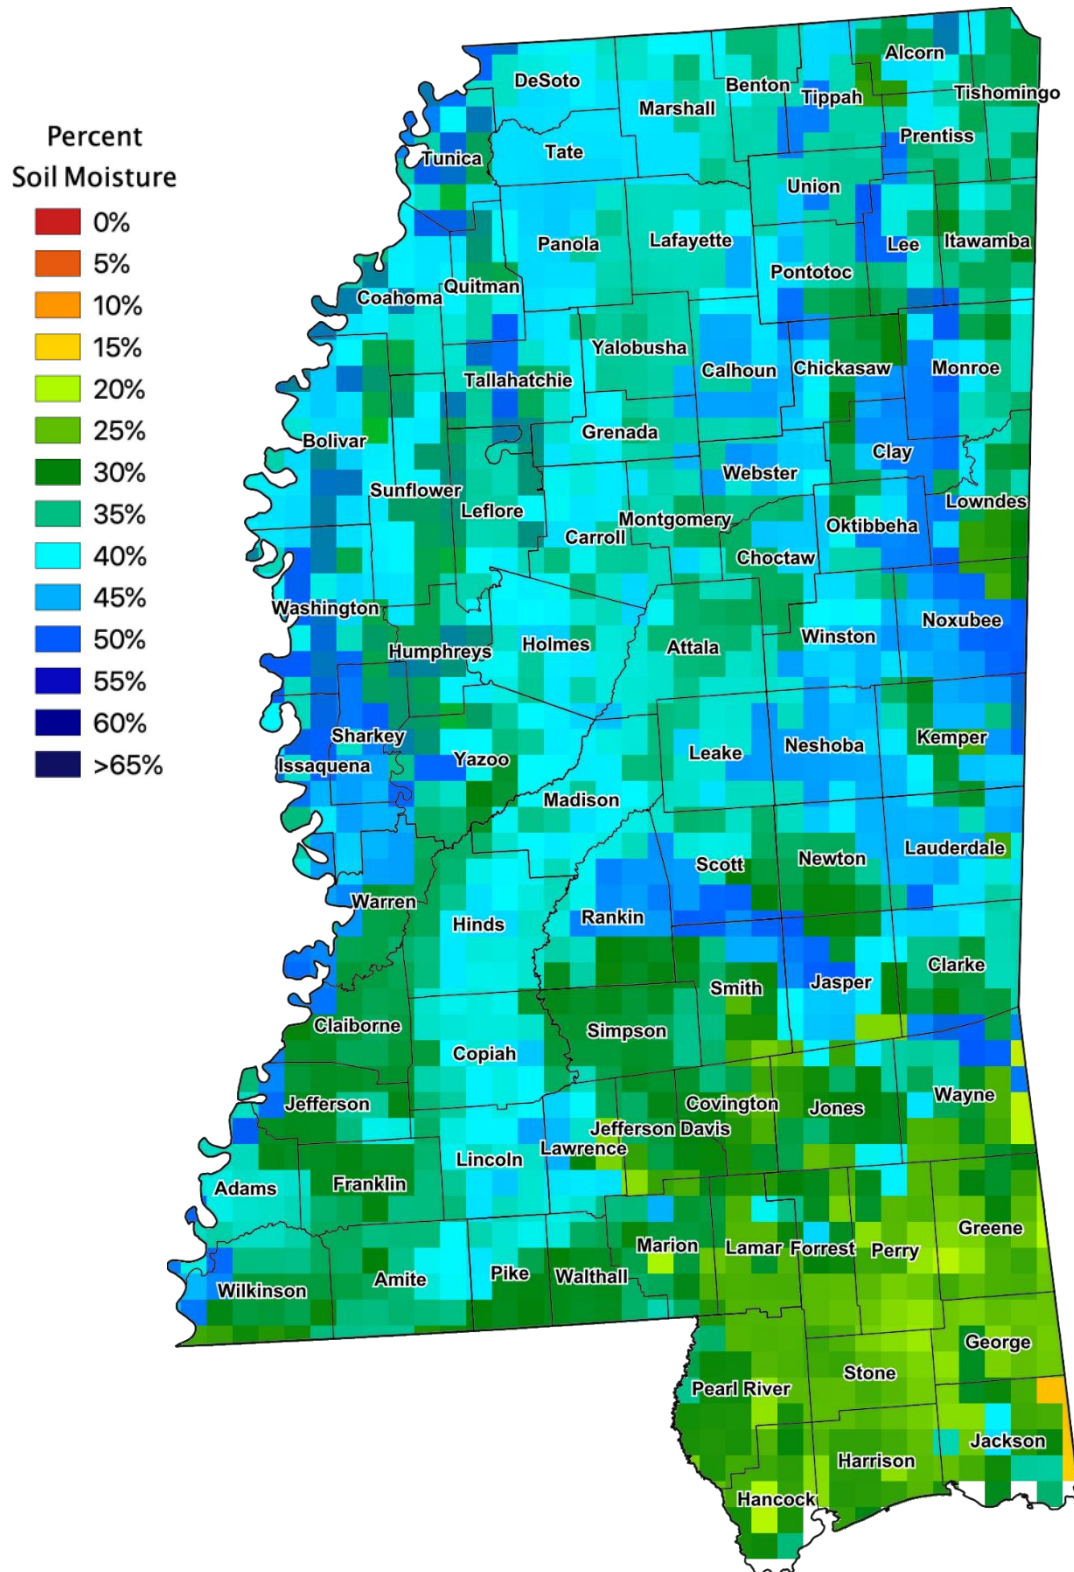 Percent
Soil Moisture
0%
5%
10%
15%
20%
25%
30%
35%
40%
45%
50%
55%
60%
>65%
Alcorn
DeSoto
Benton
Tippah
Tishomingo
Marshall
Prentiss
Tunica
Tate
Union
Panola
Lafayette
Lee
Itawamba
Pontotoc
Quitman
Coahoma
Yalobusha
Calhoun
Chickasaw
Monroe
Tallahatchie
Grenada
Bolivar
Clay
Webster
Sunflower
Leflore
Montgomery
Oktibbeha
Lowndes
Carroll
Choctaw
Washington
Noxubee
Winston
Holmes
Attala
Humphreys
Sharkey
Kemper
Neshoba
Leake
Yazoo
Issaquena
Madison
Lauderdale
Newton
Scott
Warren
Rankin
Hinds
Clarke
Jasper
Smith
Claiborne
Simpson
Copiah
Wayne
Jefferson
Covington
Jones
Jefferson Davis
Lawrence
Lincoln
Franklin
Adams
Greene
Marion
Lamar
Forrest
Perry
Pike
Walthall
Amite
Wilkinson
George
Stone
Pearl River
Jackson
Harrison
Hancock